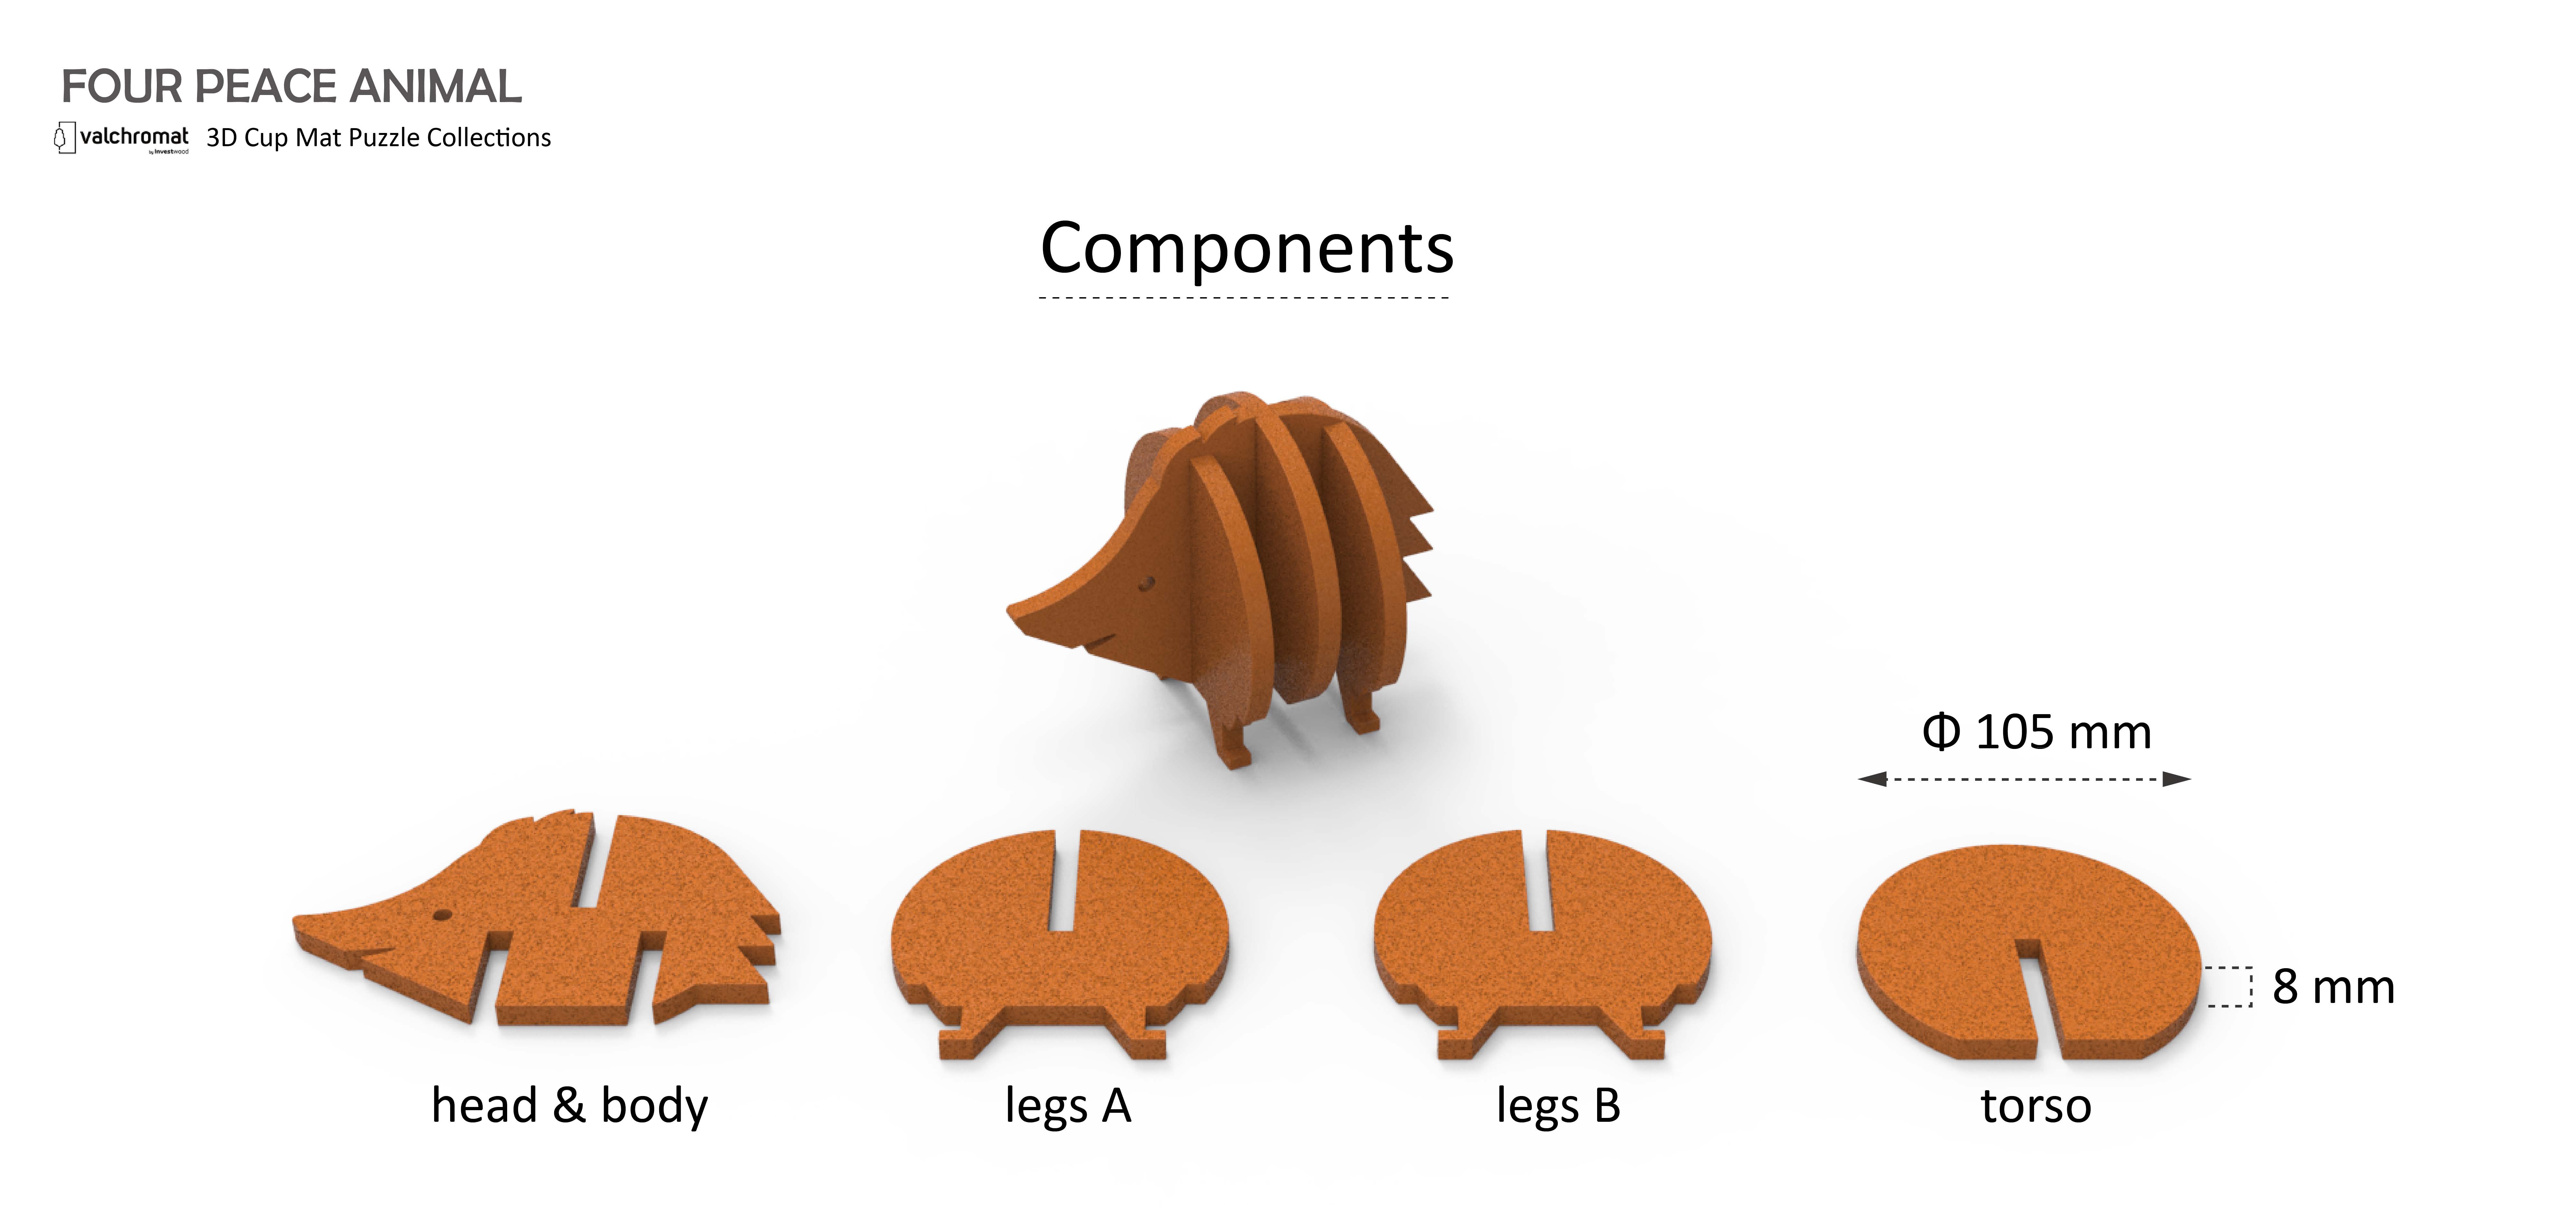 FOUR PEACE ANIMAL
valchromat
by investwood
3D Cup Mat Puzzle Collections
Components
Φ 105 mm
8 mm
head & body
legs A
legs B
torso